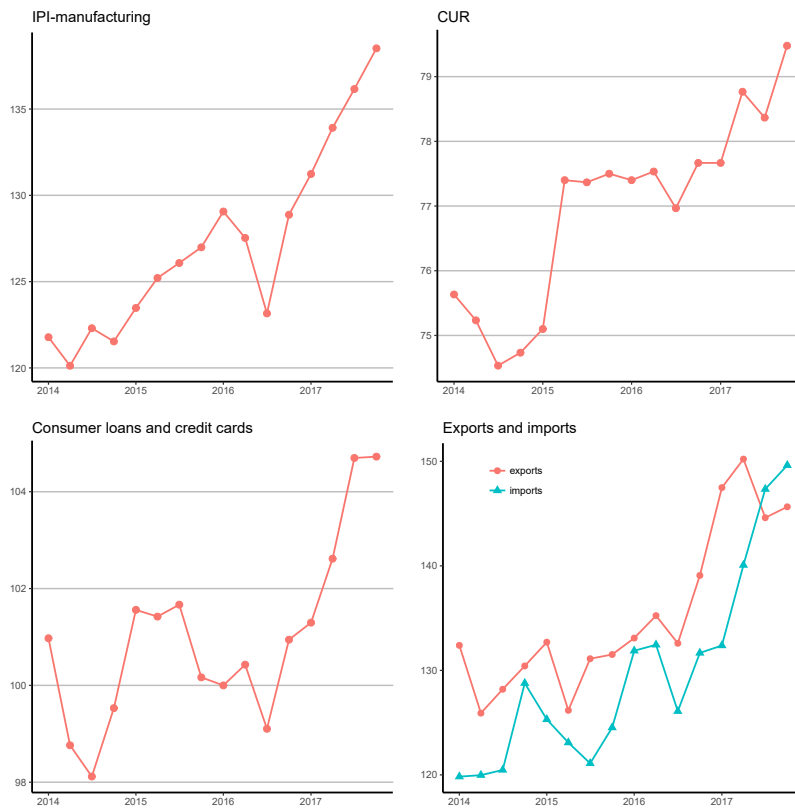 IPI-manufacturing
135
130
125
120
2014 2015 2016 2017
CUR
79
78
77
76
75
2014 2015 2016 2017
Consumer loans and credit cards
104
102
100
98
2014 2015 2016 2017
Exports and imports
150
exports
imports
140
130
120
2014 2015 2016 2017